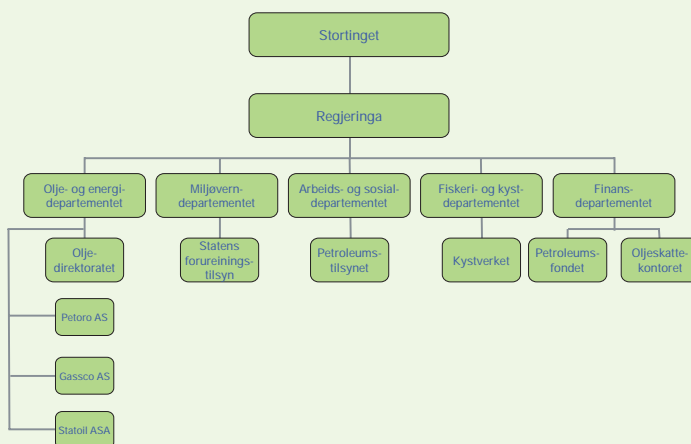 Stortinget
Regjeringa
Olje- og energi-
departementet
Miljøvern-
departementet
Arbeids- og sosial-
departementet
Fiskeri- og kyst-
departementet
Finans-
departementet
Olje-
direktoratet
Statens
forureinings-
tilsyn
Petroleums-
tilsynet
Kystverket
Petroleums-
fondet
Oljeskatte-
kontoret
Petoro AS
Gassco AS
Statoil ASA